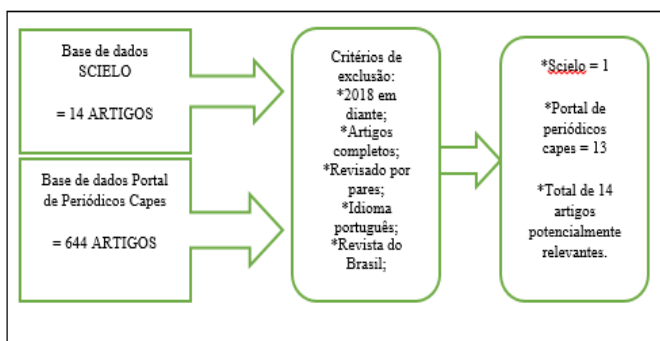 Base de dados
SCIELO
= 14 ARTIGOS
Base de dados Portal
de Periódicos Capes
= 644 ARTIGOS
Critérios de
exclusão:
*2018 em
diante;
*Artigos
completos;
*Revisado por
pares;
*Idioma
português;
*Revista do
Brasil;
*Scielo = 1
*Portal de
periódicos
capes = 13
*Total de 14
artigos
potencialmente
relevantes.